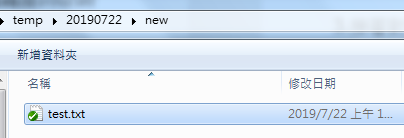 temp ▸ 20190722 ▸ new
新增資料夾
名稱 修改日期
test.txt 2019/7/22 上午 1...